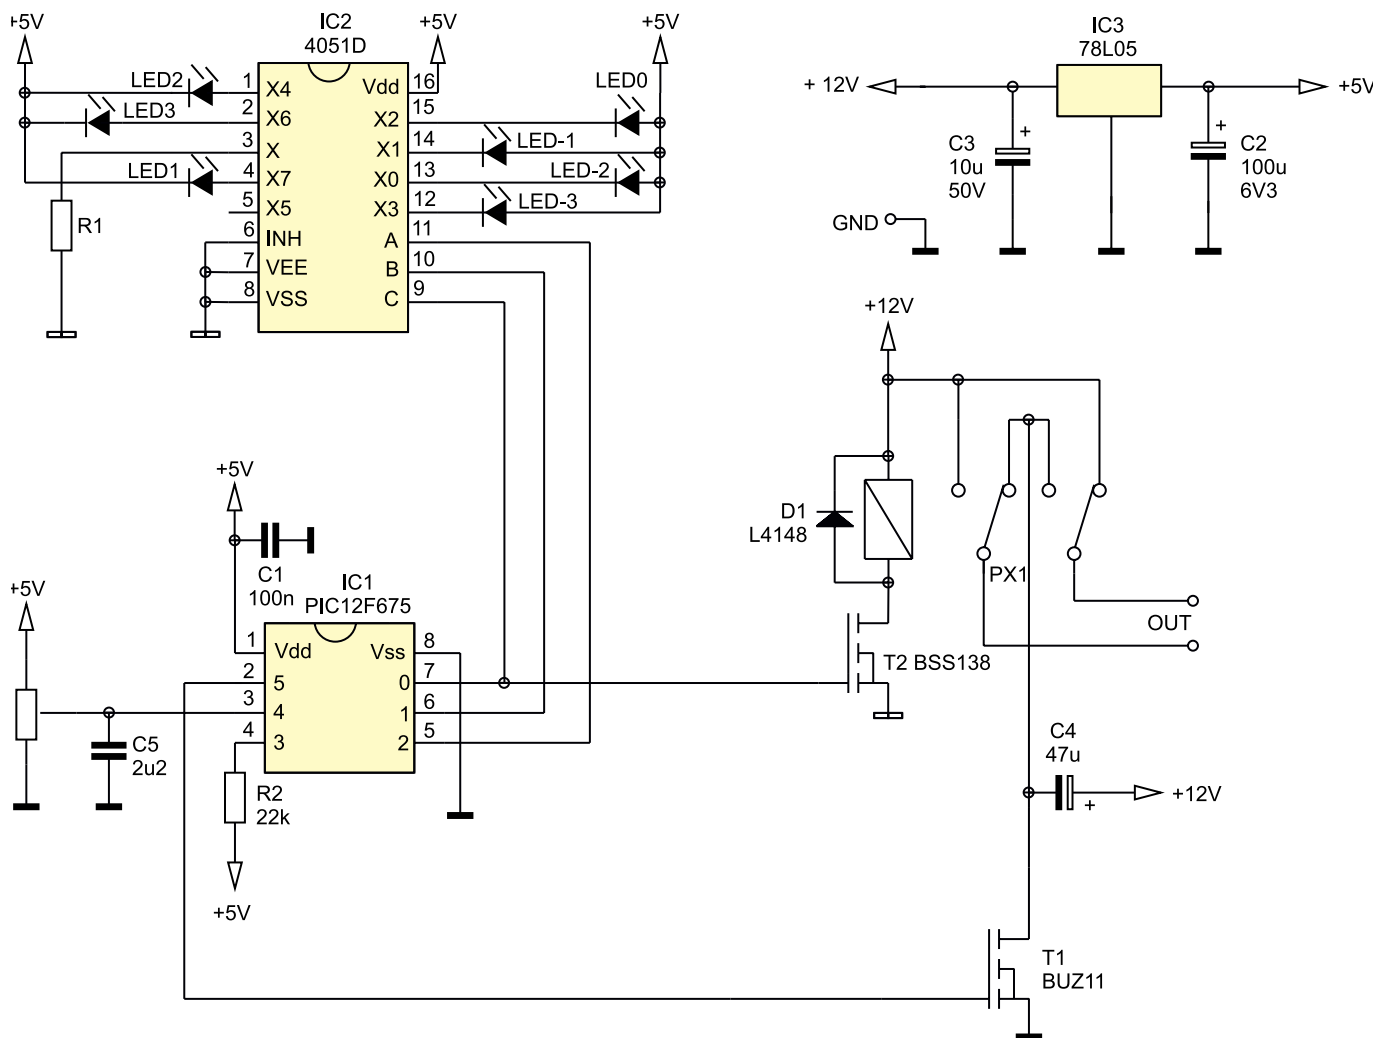 +5V
IC2
4051D
+5V
+5V
LED2
1
X4
Vdd
16
LED0
LED3
2
X6
X2
15
3
X
X1
14
LED-1
LED1
4
X7
X0
13
LED-2
5
X5
X3
12
LED-3
R1
6
INH
A
11
7
VEE
B
10
8
VSS
C
9
IC3
78L05
+ 12V
+5V
C3
10u
50V
+
+
C2
100u
6V3
GND
+12V
D1
L4148
PX1
OUT
T2 BSS138
+5V
C1
100n
+5V
IC1
PIC12F675
1
Vdd
Vss
8
2
5
0
7
3
4
1
6
4
3
2
5
C5
2u2
R2
22k
+5V
C4
47u
+
+12V
T1
BUZ11